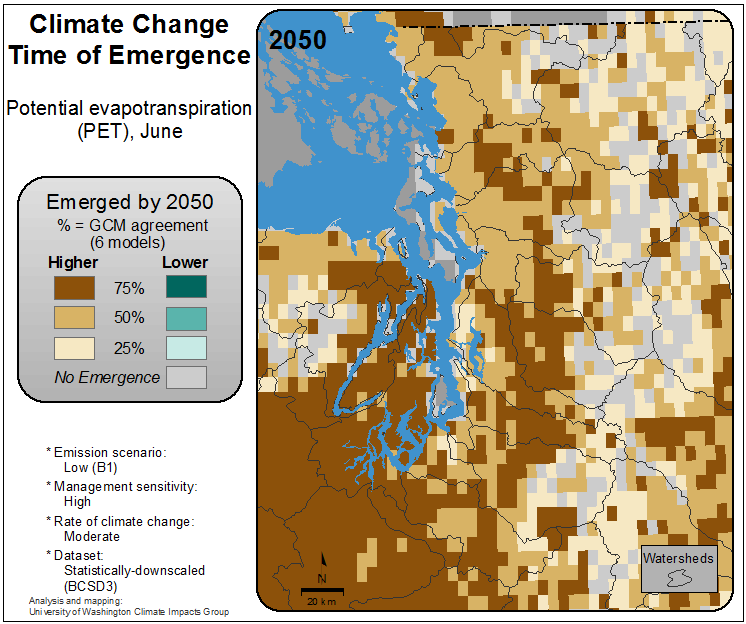 Climate Change
Time of Emergence
Potential evapotranspiration
(PET), June
Emerged by 2050
% = GCM agreement
(6 models)
Higher Lower
75%
50%
25%
No Emergence
* Emission scenario:
Low (B1)
* Management sensitivity:
High
* Rate of climate change:
Moderate
* Dataset:
Statistically-downscaled
(BCSD3)
Analysis and mapping:
University of Washington Climate Impacts Group
2050
N
20 km
Watersheds